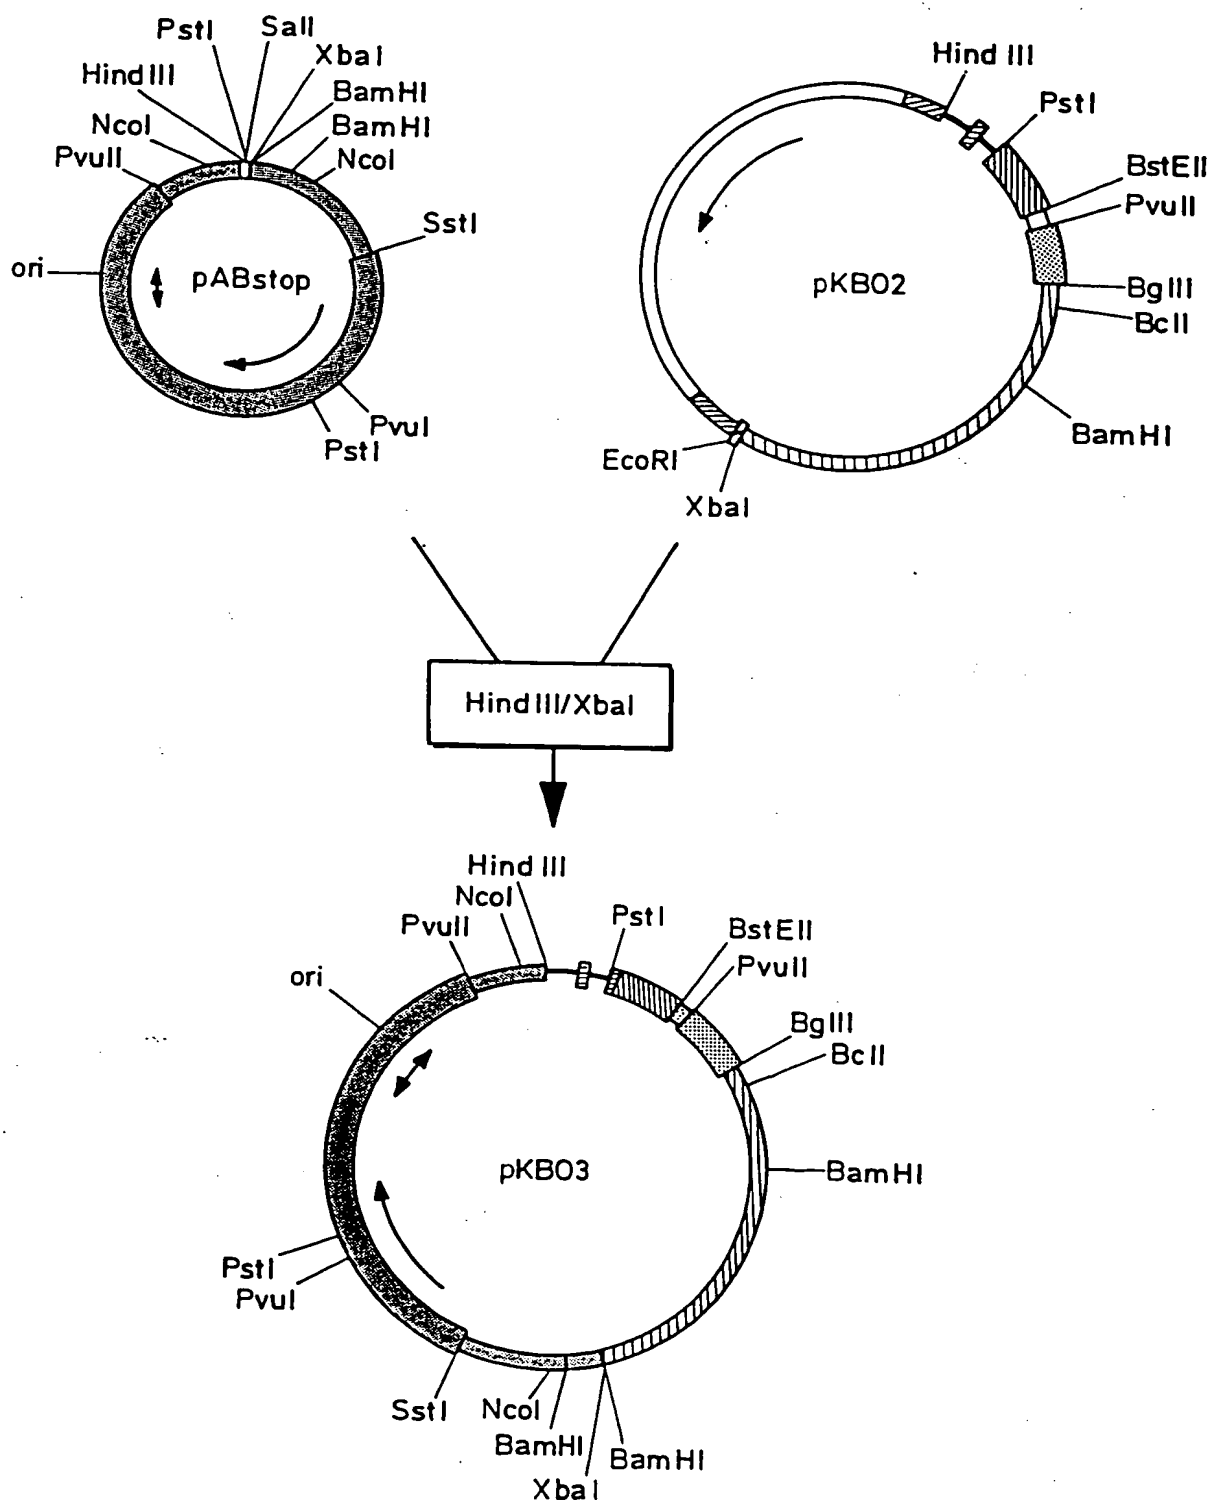 PstI
SalI
XbaI
HindIII
BamHI
NcoI
BamHI
PvuII
NcoI
SstI
ori
pABstop
PvuI
PstI
Hind III
PstI
BstEII
PvuII
pKB02
BglII
BclI
BamHI
EcoRI
XbaI
HindIII/XbaI
Hind III
NcoI
PvuII
PstI
BstEII
PvuII
ori
BglII
BclI
pKB03
BamHI
PstI
PvuI
SstI
NcoI
BamHI
BamHI
XbaI